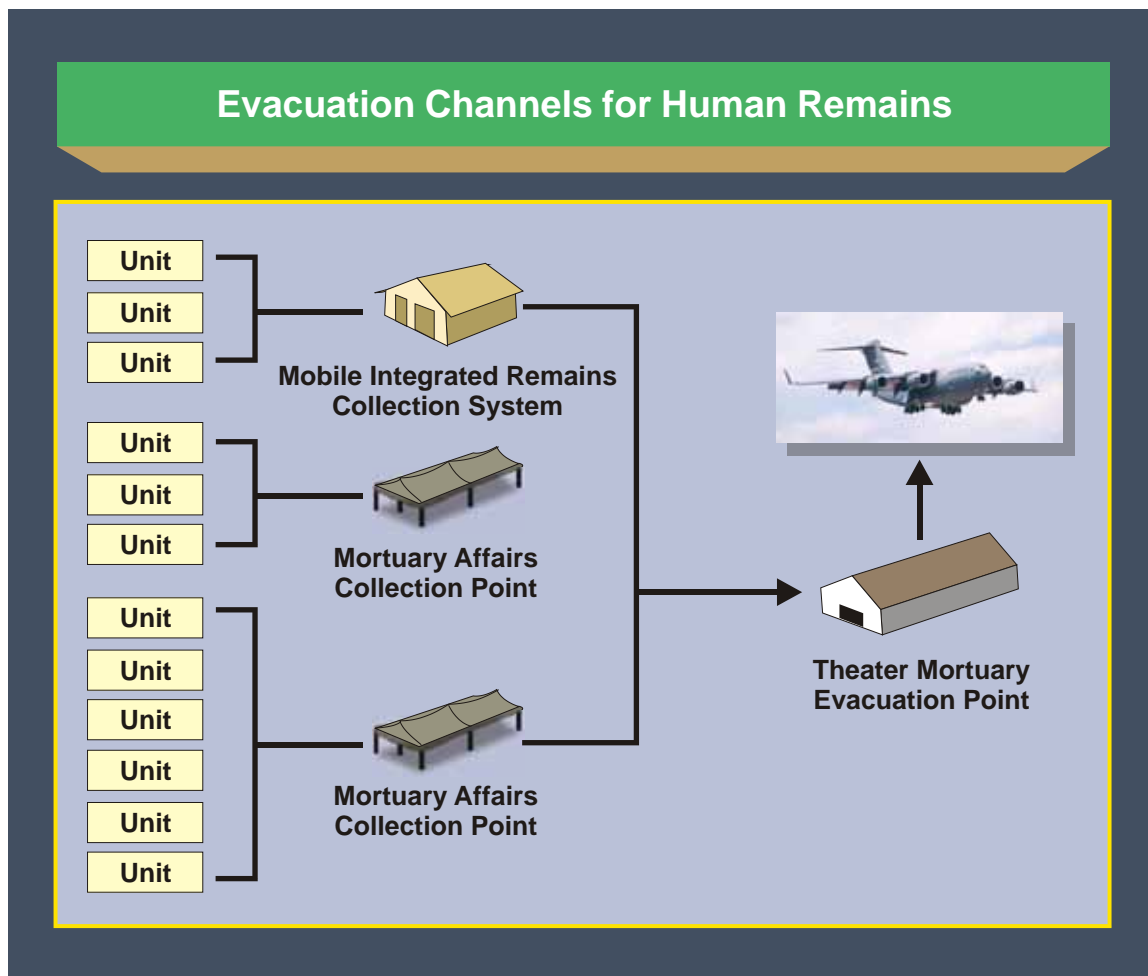 Evacuation Channels for Human Remains
Unit
Unit
Unit
Mobile Integrated Remains
Collection System
Unit
Unit
Unit
Mortuary Affairs
Collection Point
Unit
Unit
Unit
Unit
Unit
Unit
Mortuary Affairs
Collection Point
Theater Mortuary
Evacuation Point